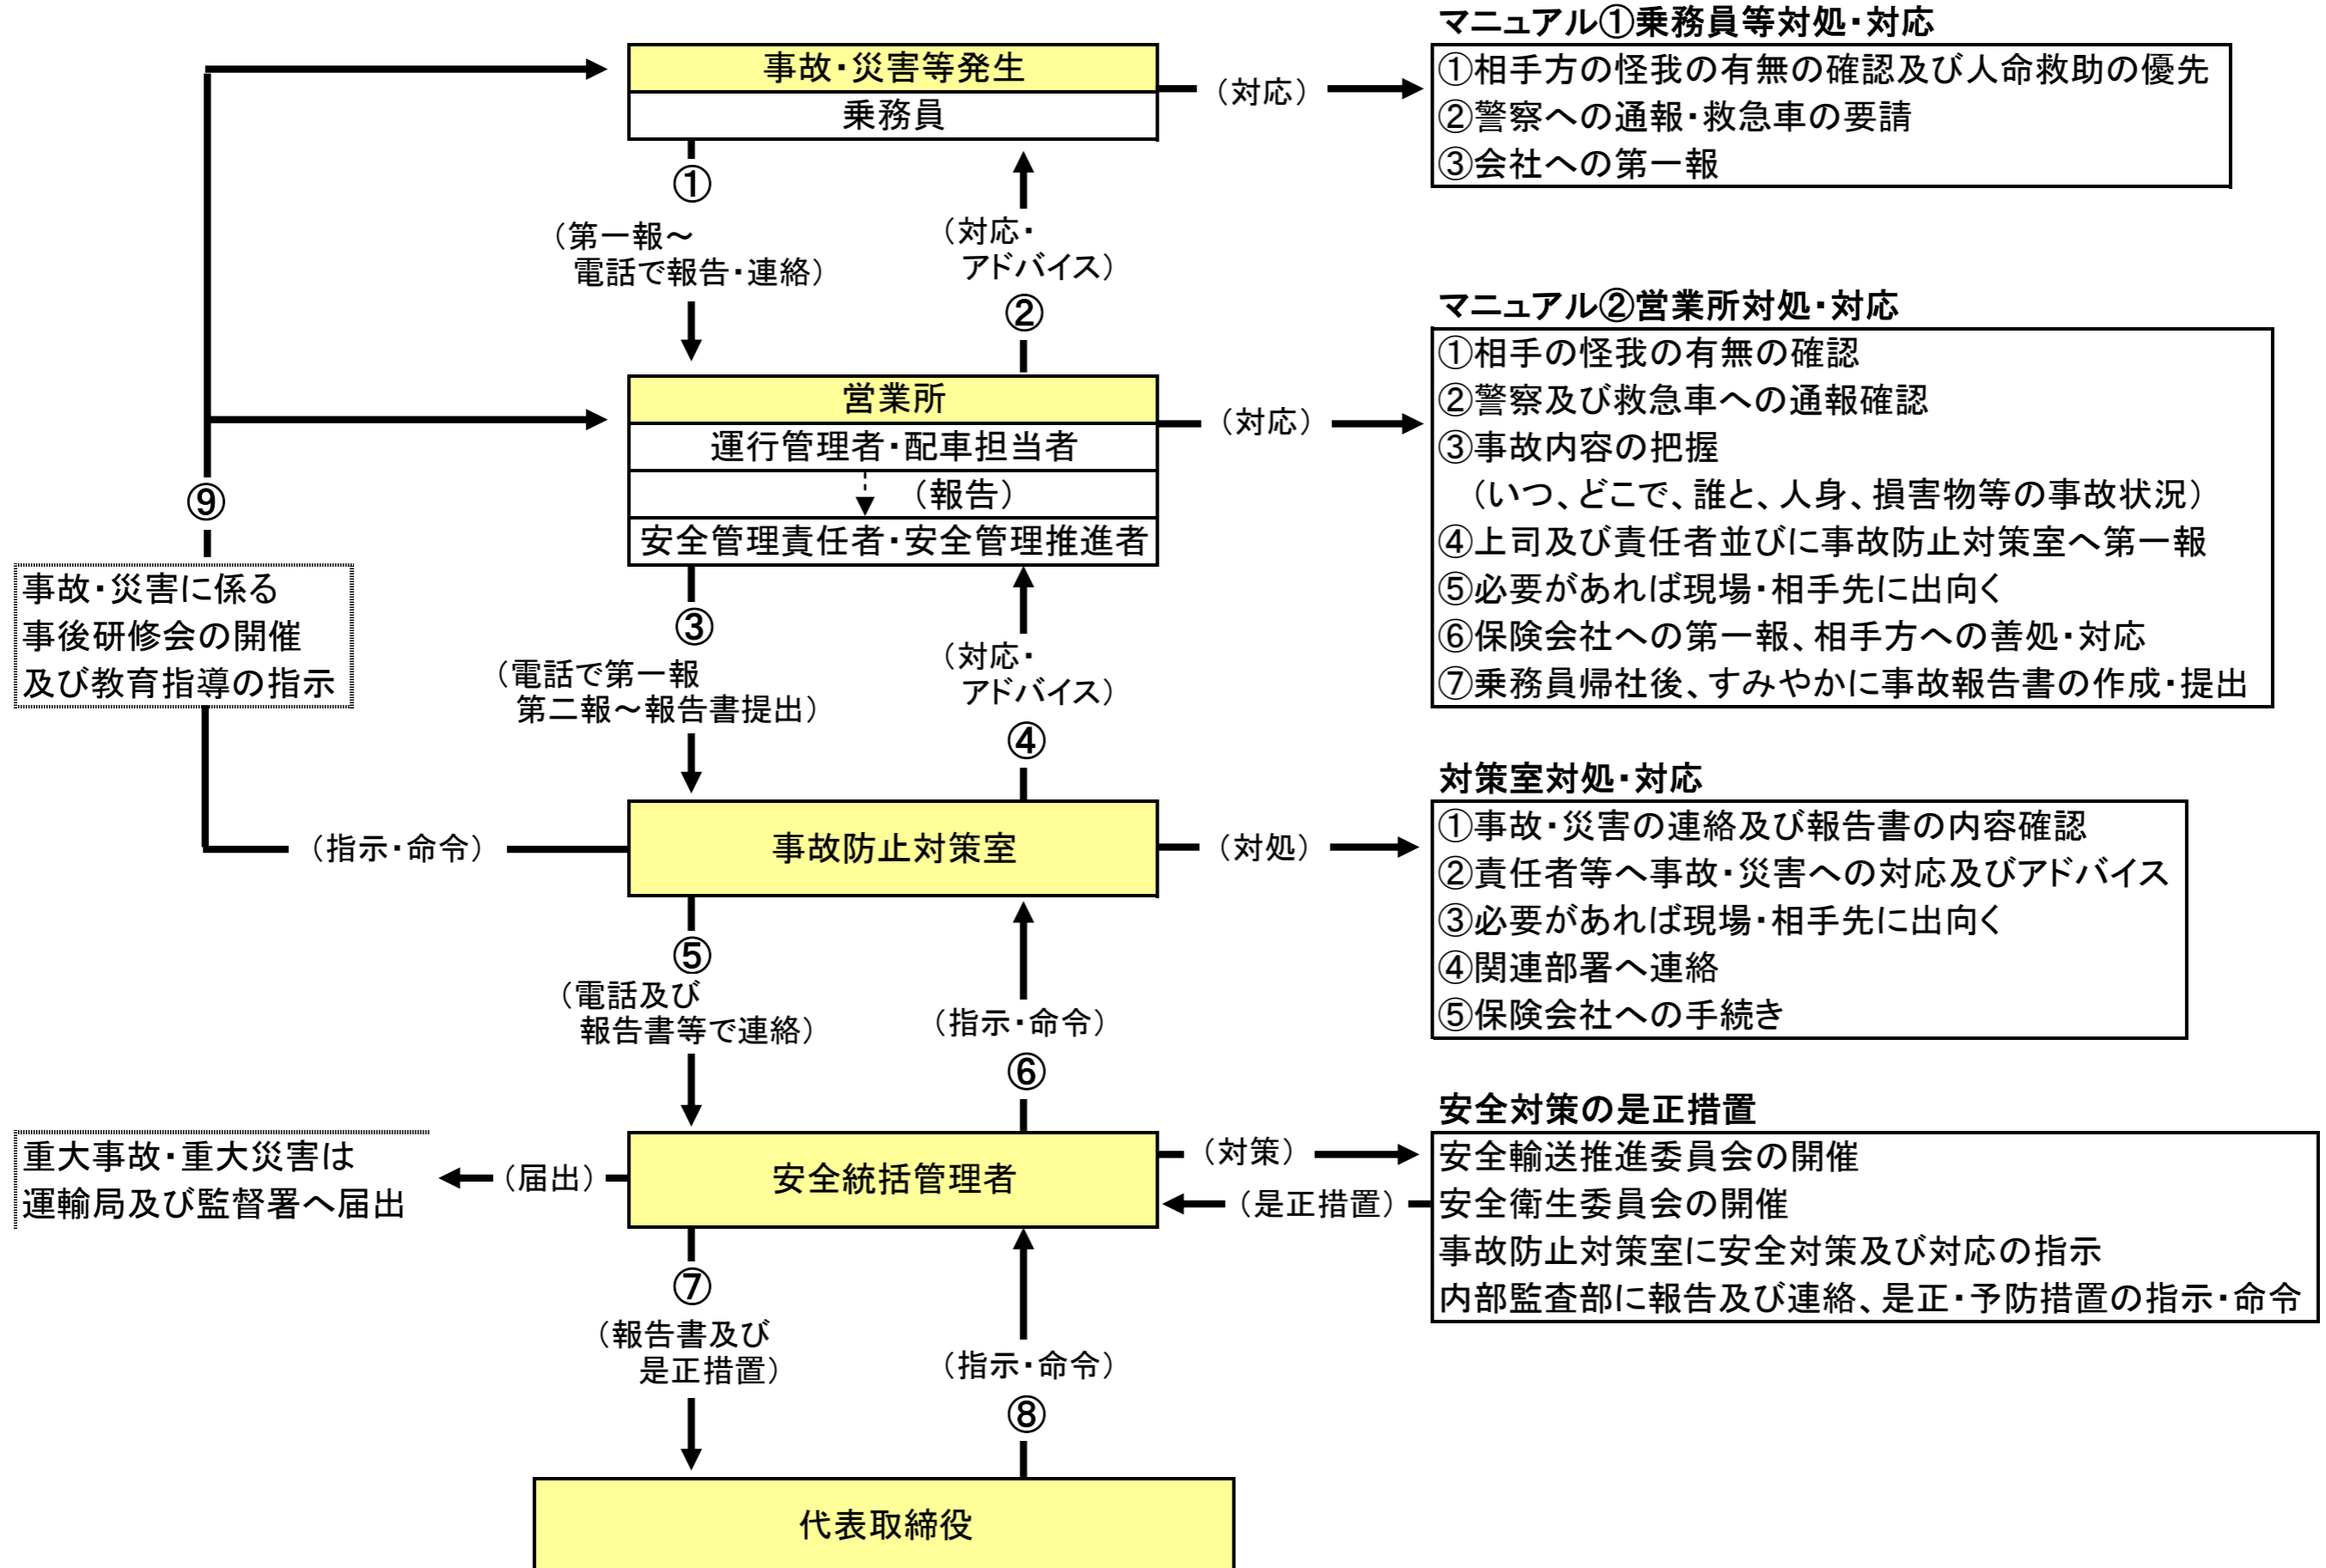 マニュアル①乗務員等対処・対応
事故・災害等発生
乗務員
（対応）
①相手方の怪我の有無の確認及び人命救助の優先
②警察への通報・救急車の要請
③会社への第一報
①
（第一報～
電話で報告・連絡）
（対応・
アドバイス）
②
マニュアル②営業所対処・対応
営業所
運行管理者・配車担当者
（報告）
安全管理責任者・安全管理推進者
（対応）
①相手の怪我の有無の確認
②警察及び救急車への通報確認
③事故内容の把握
（いつ、どこで、誰と、人身、損害物等の事故状況）
④上司及び責任者並びに事故防止対策室へ第一報
⑤必要があれば現場・相手先に出向く
⑥保険会社への第一報、相手方への善処・対応
⑦乗務員帰社後、すみやかに事故報告書の作成・提出
⑨
事故・災害に係る
事後研修会の開催
及び教育指導の指示
③
（電話で第一報
第二報～報告書提出）
（対応・
アドバイス）
④
対策室対処・対応
（指示・命令）
事故防止対策室
（対処）
①事故・災害の連絡及び報告書の内容確認
②責任者等へ事故・災害への対応及びアドバイス
③必要があれば現場・相手先に出向く
④関連部署へ連絡
⑤保険会社への手続き
⑤
（電話及び
報告書等で連絡）
（指示・命令）
⑥
安全対策の是正措置
重大事故・重大災害は
運輸局及び監督署へ届出
（届出）
安全統括管理者
（対策）
（是正措置）
安全輸送推進委員会の開催
安全衛生委員会の開催
事故防止対策室に安全対策及び対応の指示
内部監査部に報告及び連絡、是正・予防措置の指示・命令
⑦
（報告書及び
是正措置）
（指示・命令）
⑧
代表取締役